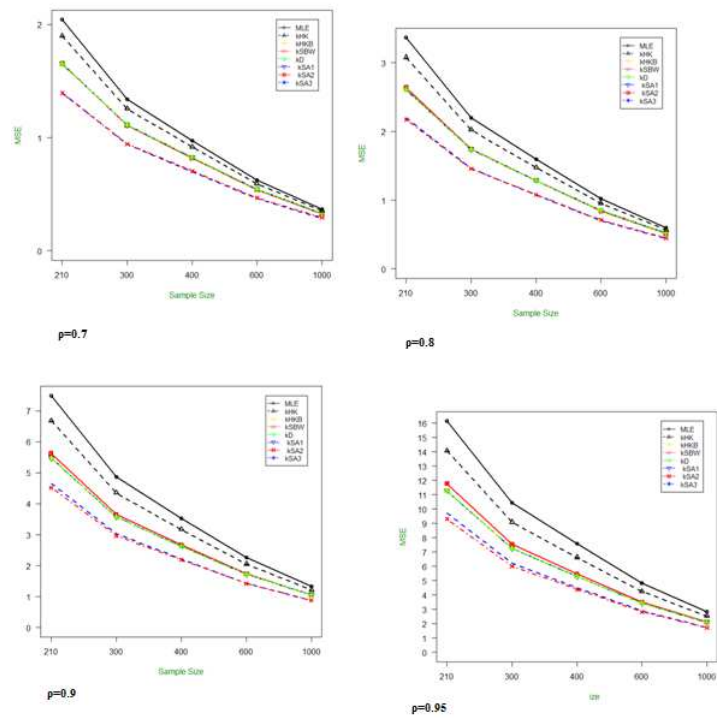 2
1
0
MSE
MLE
kHK
kHKB
kSBW
kD
kSA1
kSA2
kSA3
210 300 400 600 1000
Sample Size
ρ=0.7
3
2
1
0
MSE
MLE
kHK
kHKB
kSBW
kD
kSA1
kSA2
kSA3
210 300 400 600 1000
Sample Size
ρ=0.8
7
6
5
4
3
2
1
0
MSE
MLE
kHK
kHKB
kSBW
kD
kSA1
kSA2
kSA3
210 300 400 600 1000
Sample Size
ρ=0.9
16
15
14
13
12
11
10
9
8
7
6
5
4
3
2
1
0
MSE
MLE
kHK
kHKB
kSBW
kD
kSA1
kSA2
kSA3
210 300 400 600 1000
ize
ρ=0.95